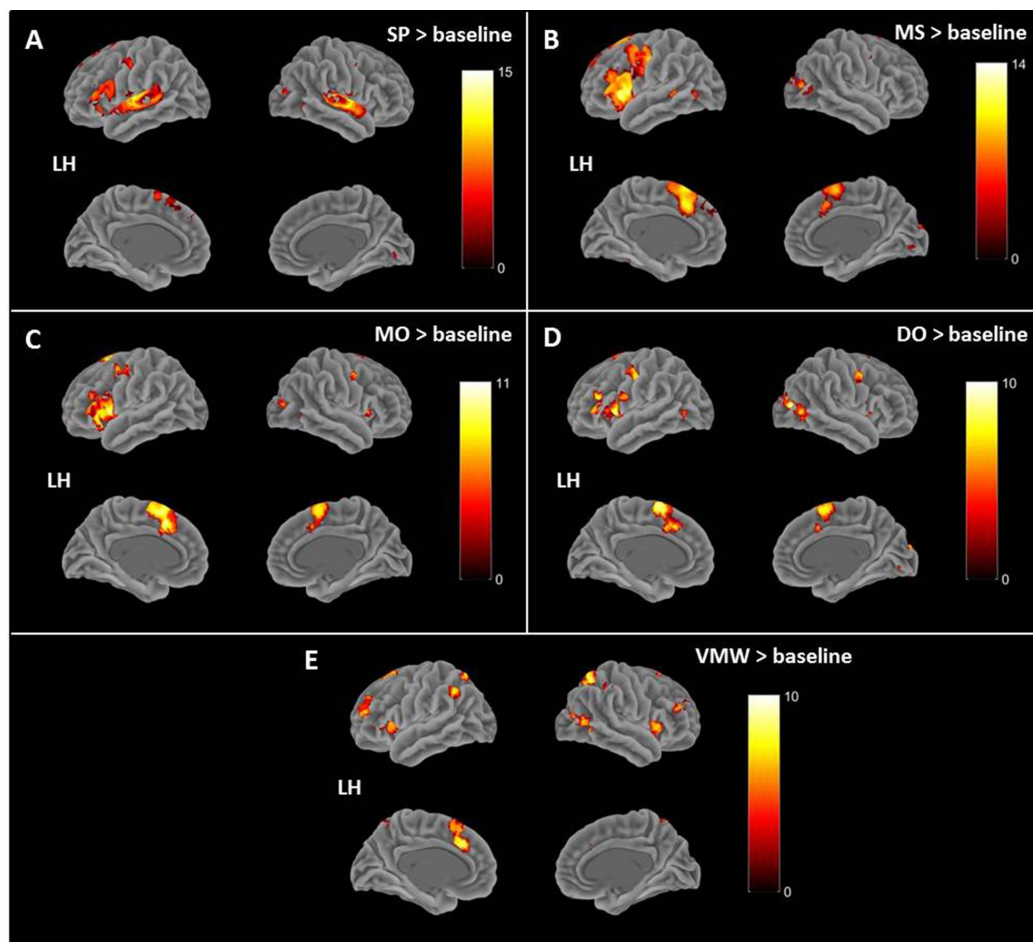 A
SP > baseline
15
LH
0
B
MS > baseline
14
LH
0
C
MO > baseline
11
LH
0
D
DO > baseline
10
LH
0
E
VMW > baseline
10
LH
0